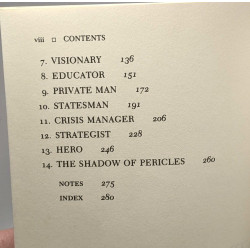 viii □ CONTENTS
7. VISIONARY 136
8. EDUCATOR 151
9. PRIVATE MAN 172
10. STATESMAN 191
11. CRISIS MANAGER 206
12. STRATEGIST 228
13. HERO 246
14. THE SHADOW OF PERICLES 260
NOTES 275
INDEX 280